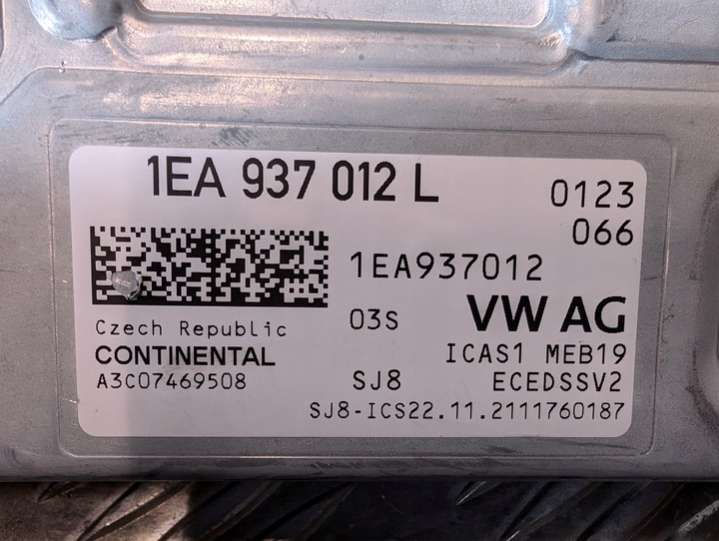 1EA 937 012 L
0123
066
1EA937012
03S
VW AG
Czech Republic
CONTINENTAL
ICAS1 MEB19
A3C07469508
SJ8
ECEDSSV2
SJ8-ICS22.11.2111760187